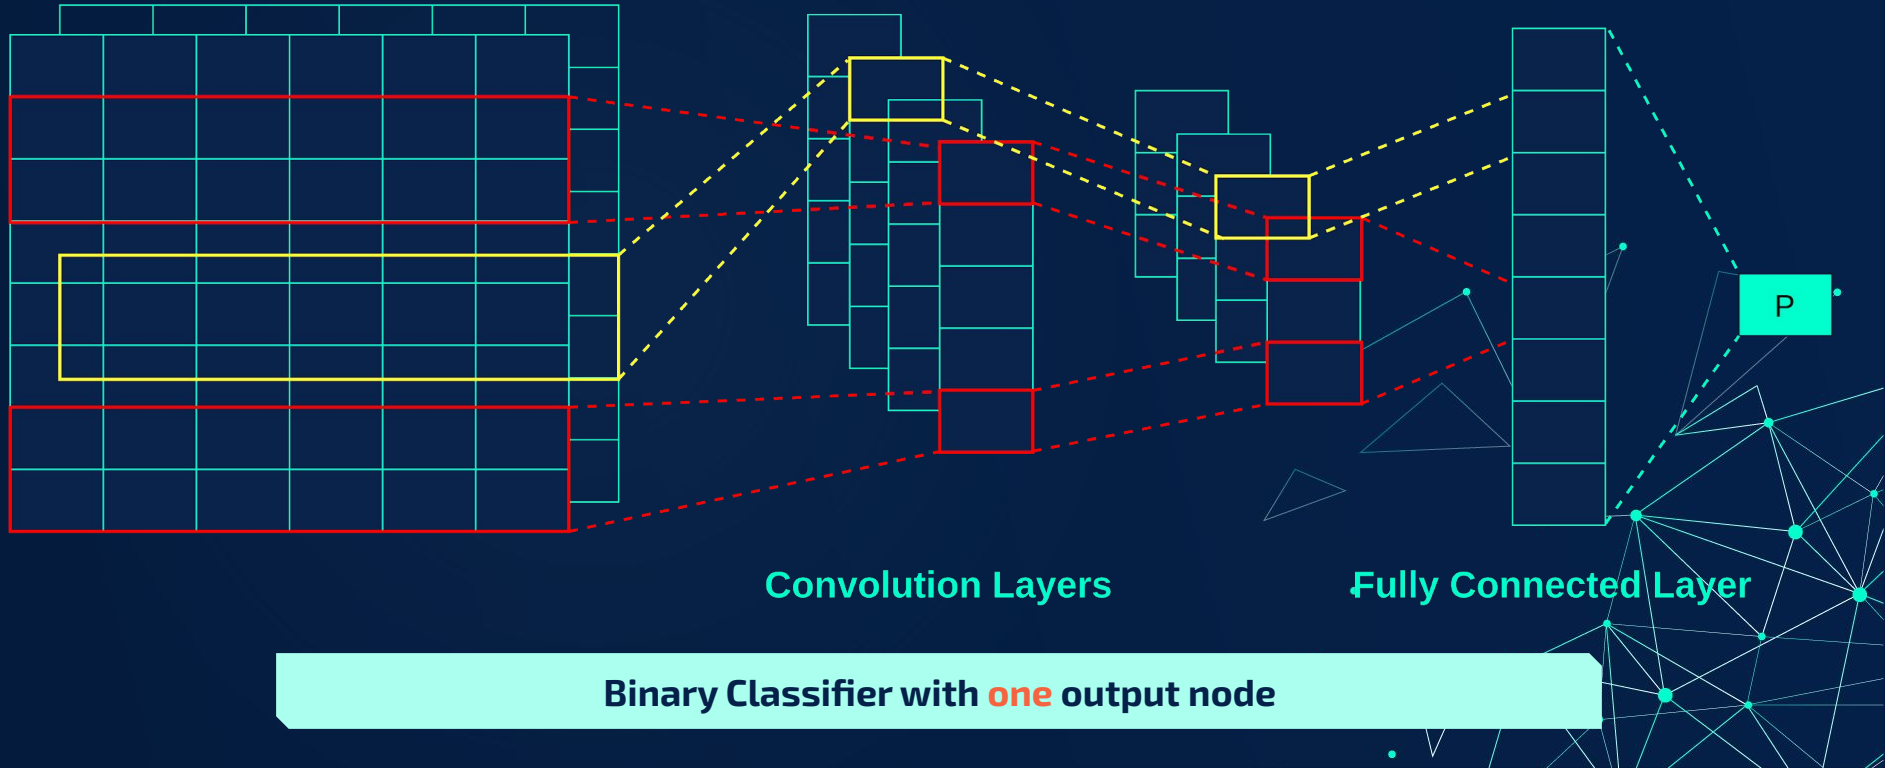 P
Convolution Layers
Fully Connected Layer
Binary Classifier with one output node